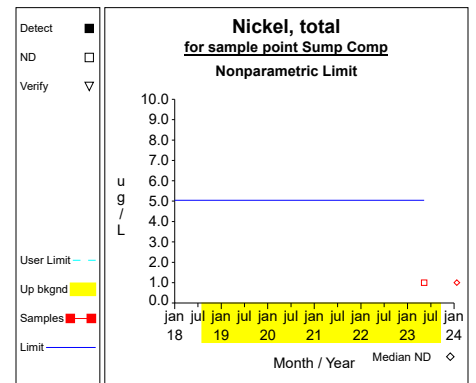 Detect
ND
Verify
User Limit
Up bkgnd
Samples
Limit
Nickel, total
for sample point Sump Comp
Nonparametric Limit
ug/L
10.0
9.0
8.0
7.0
6.0
5.0
4.0
3.0
2.0
1.0
0.0
jan jul jan jul jan jul jan jul jan jul jan jul jan
18 19 20 21 22 23 24
Month / Year
Median ND